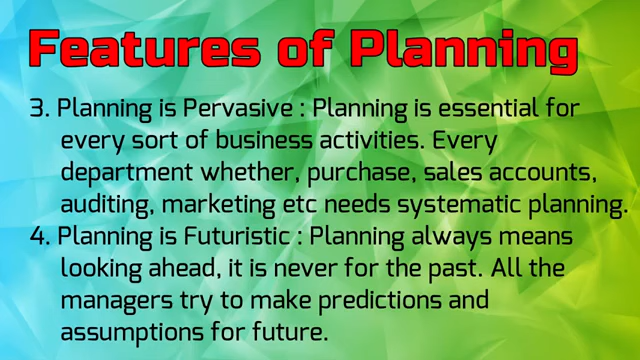 Features of Planning
3. Planning is Pervasive : Planning is essential for
every sort of business activities. Every
department whether, purchase, sales accounts,
auditing, marketing etc needs systematic planning.
4. Planning is Futuristic : Planning always means
looking ahead, it is never for the past. All the
managers try to make predictions and
assumptions for future.